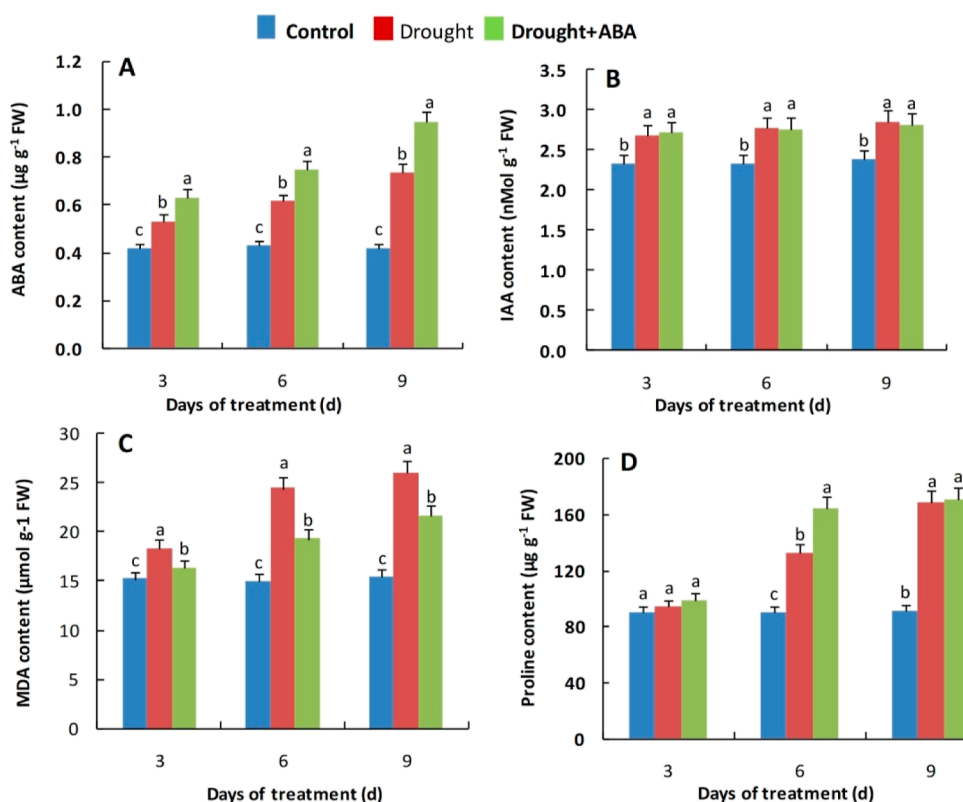 Control Drought Drought+ABA
A
ABA content (µg g⁻¹ FW)
1.2
1.0
0.8
0.6
0.4
0.2
0.0
c b a
c b a
c b a
3 6 9
Days of treatment (d)
B
IAA content (nMol g⁻¹ FW)
3.5
3.0
2.5
2.0
1.5
1.0
0.5
0.0
b a a
b a a
b a a
3 6 9
Days of treatment (d)
C
MDA content (µmol g-1 FW)
30
25
20
15
10
5
0
c a b
c a b
c a b
3 6 9
Days of treatment (d)
D
Proline content (µg g⁻¹ FW)
200
160
120
80
40
0
a a a
c b a
b a a
3 6 9
Days of treatment (d)